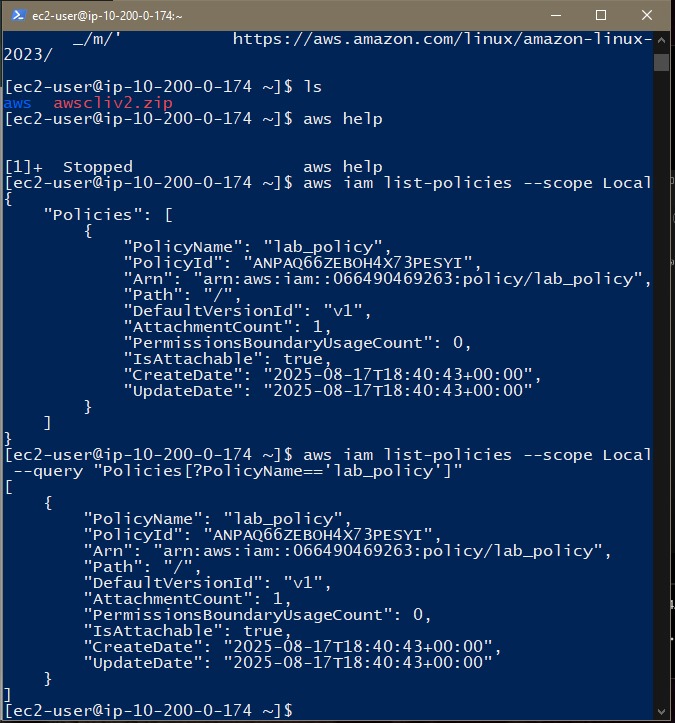 ec2-user@ip-10-200-0-174:~
_/m/'           https://aws.amazon.com/linux/amazon-linux-
2023/
[ec2-user@ip-10-200-0-174 ~]$ ls
aws  awscliv2.zip
[ec2-user@ip-10-200-0-174 ~]$ aws help
[1]+  Stopped                 aws help
[ec2-user@ip-10-200-0-174 ~]$ aws iam list-policies --scope Local
{
    "Policies": [
        {
            "PolicyName": "lab_policy",
            "PolicyId": "ANPAQ66ZEBOH4X73PESYI",
            "Arn": "arn:aws:iam::066490469263:policy/lab_policy",
            "Path": "/",
            "DefaultVersionId": "v1",
            "AttachmentCount": 1,
            "PermissionsBoundaryUsageCount": 0,
            "IsAttachable": true,
            "CreateDate": "2025-08-17T18:40:43+00:00",
            "UpdateDate": "2025-08-17T18:40:43+00:00"
        }
    ]
}
[ec2-user@ip-10-200-0-174 ~]$ aws iam list-policies --scope Local
 --query "Policies[?PolicyName=='lab_policy']"
[
    {
        "PolicyName": "lab_policy",
        "PolicyId": "ANPAQ66ZEBOH4X73PESYI",
        "Arn": "arn:aws:iam::066490469263:policy/lab_policy",
        "Path": "/",
        "DefaultVersionId": "v1",
        "AttachmentCount": 1,
        "PermissionsBoundaryUsageCount": 0,
        "IsAttachable": true,
        "CreateDate": "2025-08-17T18:40:43+00:00",
        "UpdateDate": "2025-08-17T18:40:43+00:00"
    }
]
[ec2-user@ip-10-200-0-174 ~]$